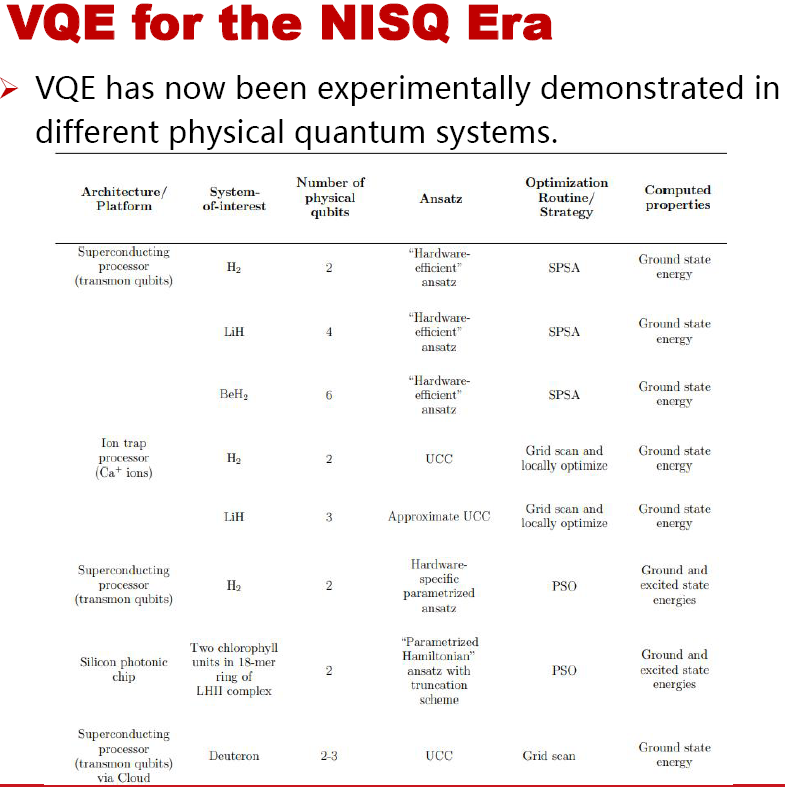 VQE for the NISQ Era
➢ VQE has now been experimentally demonstrated in
different physical quantum systems.
Architecture/
Platform
System-
of-interest
Number of
physical
qubits
Ansatz
Optimization
Routine/
Strategy
Computed
properties
Superconducting
processor
(transmon qubits)
H₂
2
“Hardware-
efficient”
ansatz
SPSA
Ground state
energy
LiH
4
“Hardware-
efficient”
ansatz
SPSA
Ground state
energy
BeH₂
6
“Hardware-
efficient”
ansatz
SPSA
Ground state
energy
Ion trap
processor
(Ca⁺ ions)
H₂
2
UCC
Grid scan and
locally optimize
Ground state
energy
LiH
3
Approximate UCC
Grid scan and
locally optimize
Ground state
energy
Superconducting
processor
(transmon qubits)
H₂
2
Hardware-
specific
parametrized
ansatz
PSO
Ground and
excited state
energies
Silicon photonic
chip
Two chlorophyll
units in 18-mer
ring of
LHII complex
2
“Parametrized
Hamiltonian”
ansatz with
truncation
scheme
PSO
Ground and
excited state
energies
Superconducting
processor
(transmon qubits)
via Cloud
Deuteron
2-3
UCC
Grid scan
Ground state
energy